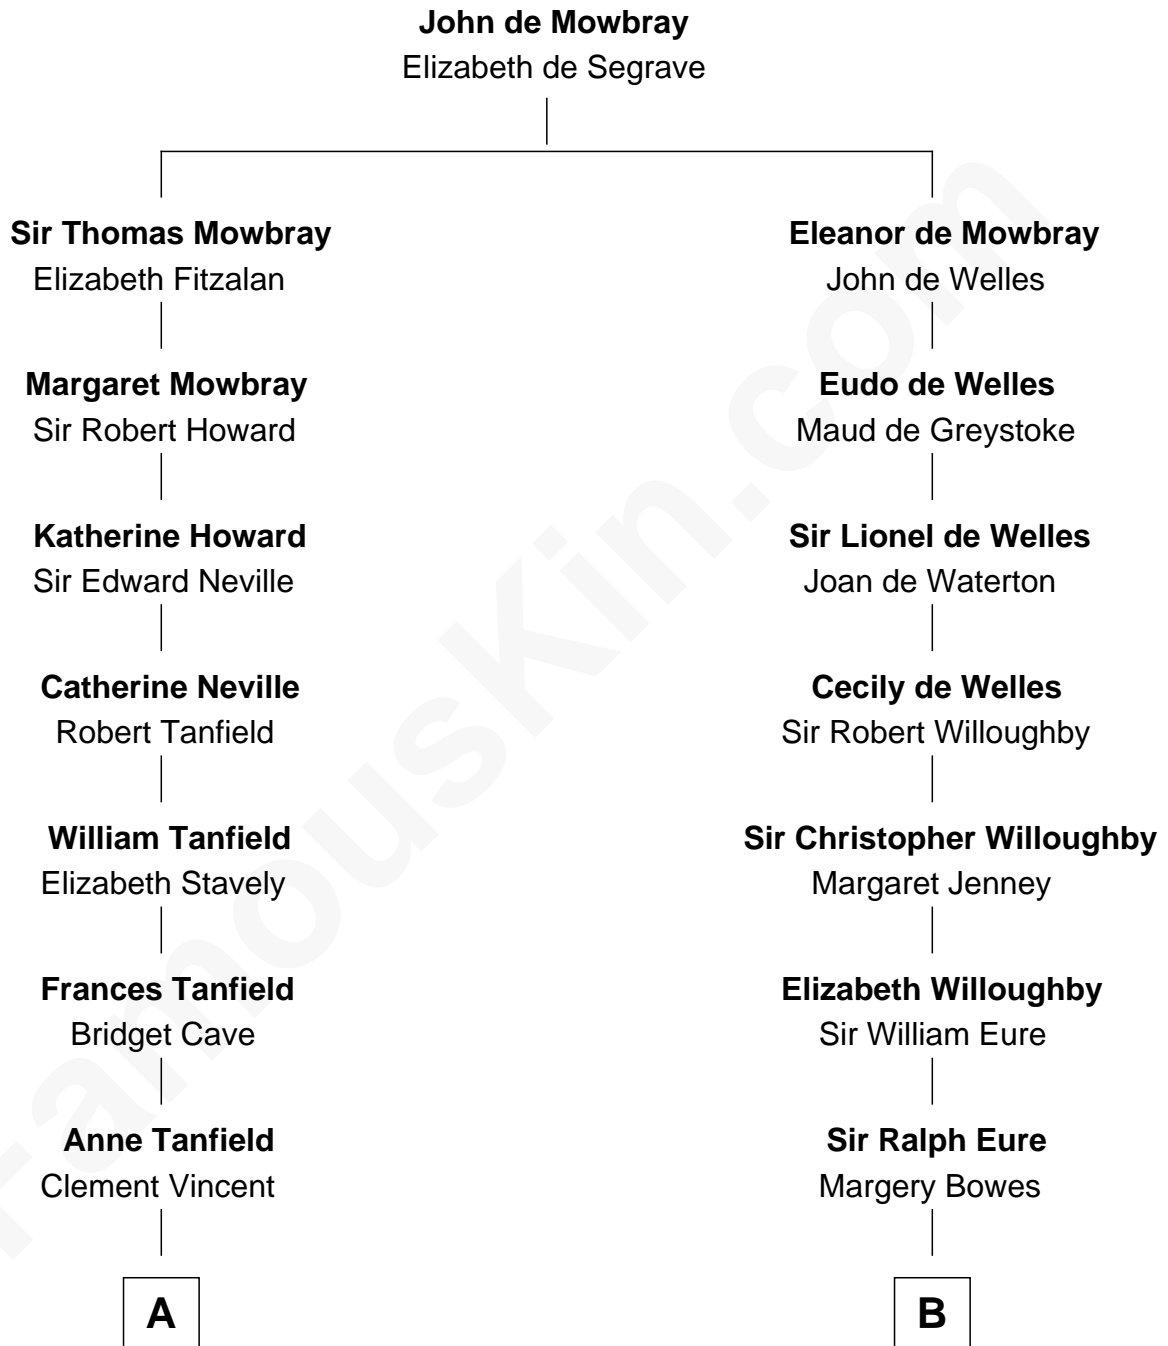 John de Mowbray
Elizabeth de Segrave
Sir Thomas Mowbray
Elizabeth Fitzalan
Margaret Mowbray
Sir Robert Howard
Katherine Howard
Sir Edward Neville
Catherine Neville
Robert Tanfield
William Tanfield
Elizabeth Stavely
Frances Tanfield
Bridget Cave
Anne Tanfield
Clement Vincent
A
Eleanor de Mowbray
John de Welles
Eudo de Welles
Maud de Greystoke
Sir Lionel de Welles
Joan de Waterton
Cecily de Welles
Sir Robert Willoughby
Sir Christopher Willoughby
Margaret Jenney
Elizabeth Willoughby
Sir William Eure
Sir Ralph Eure
Margery Bowes
B
FamousKin.com